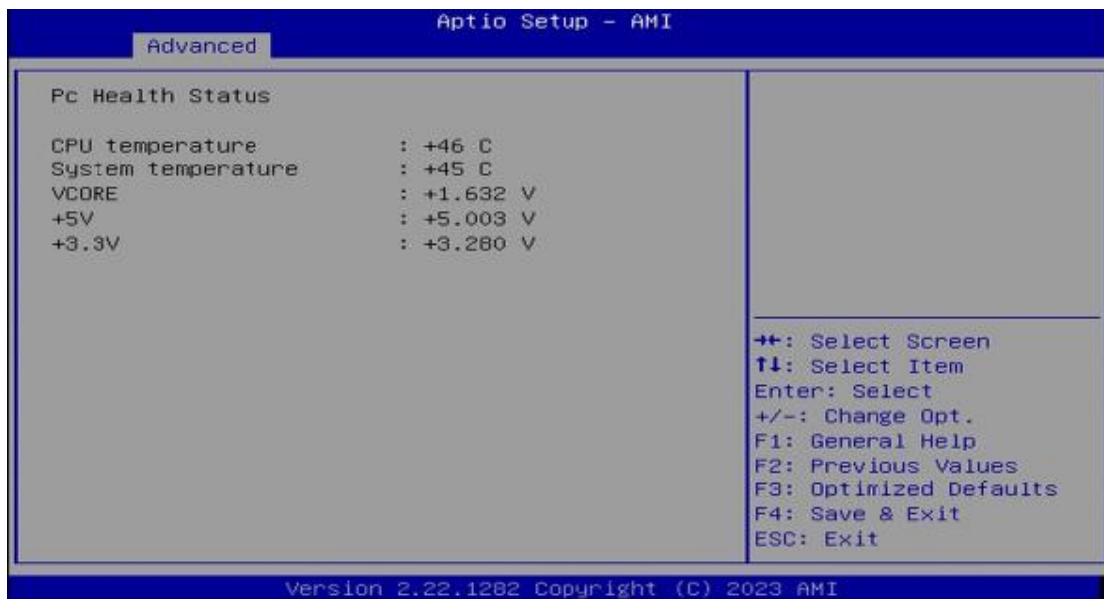 Aptio Setup – AMI
Advanced
Pc Health Status
CPU temperature : +46 C
System temperature : +45 C
VCORE : +1.632 V
+5V : +5.003 V
+3.3V : +3.280 V
→←: Select Screen
↑↓: Select Item
Enter: Select
+/-: Change Opt.
F1: General Help
F2: Previous Values
F3: Optimized Defaults
F4: Save & Exit
ESC: Exit
Version 2.22.1282 Copyright (C) 2023 AMI